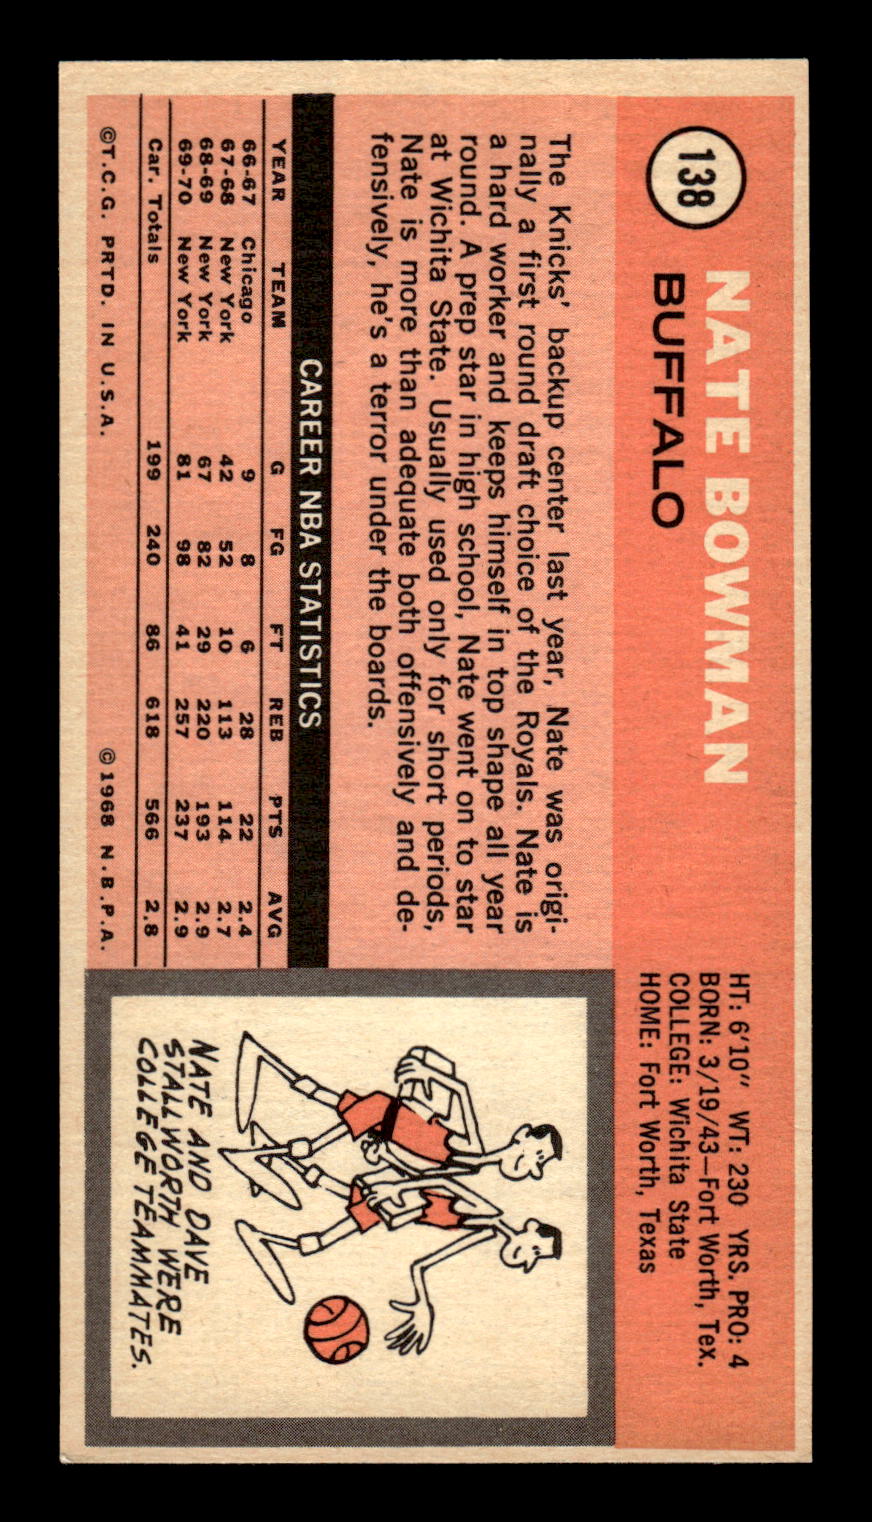 138
NATE BOWMAN
BUFFALO
HT: 6'10" WT: 230 YRS. PRO: 4
BORN: 3/19/43—Fort Worth, Tex.
COLLEGE: Wichita State
HOME: Fort Worth, Texas
The Knicks' backup center last year, Nate was origi-
nally a first round draft choice of the Royals. Nate is
a hard worker and keeps himself in top shape all year
round. A prep star in high school, Nate went on to star
at Wichita State. Usually used only for short periods,
Nate is more than adequate both offensively and de-
fensively, he's a terror under the boards.
CAREER NBA STATISTICS
YEAR TEAM G FG FT REB PTS AVG
66-67 Chicago 9 8 6 28 22 2.4
67-68 New York 42 52 10 113 114 2.7
68-69 New York 67 82 29 220 193 2.9
69-70 New York 81 98 41 257 237 2.9
Car. Totals 199 240 86 618 566 2.8
©T.C.G. PRTD. IN U.S.A. ©1968 N.B.P.A.
NATE AND DAVE
STALLWORTH WERE
COLLEGE TEAMMATES.